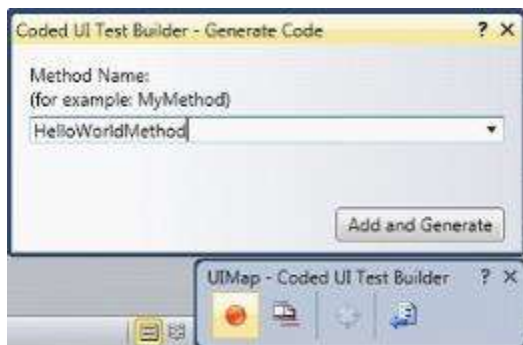 Coded UI Test Builder - Generate Code ? X
Method Name:
(for example: MyMethod)
HelloWorldMethod
Add and Generate
UIMap - Coded UI Test Builder ? X